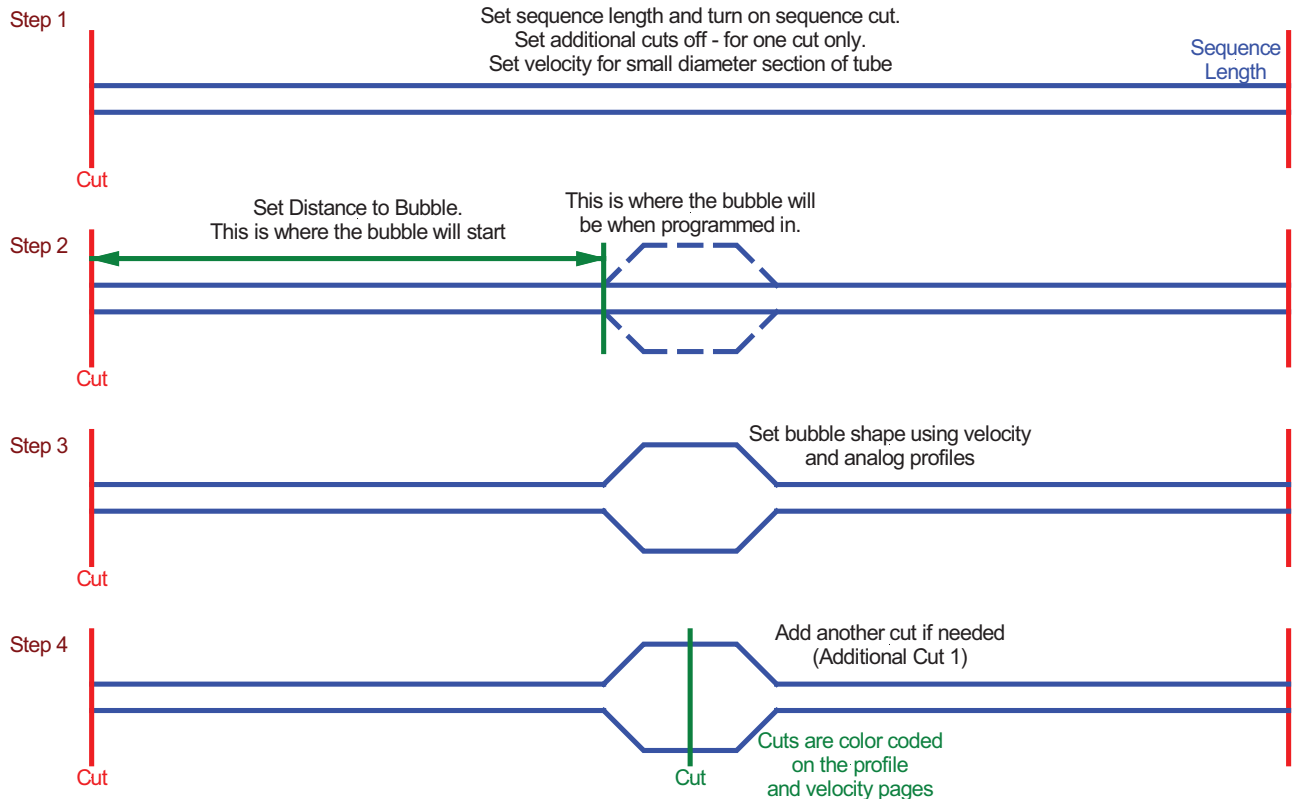 Step 1
Set sequence length and turn on sequence cut.
Set additional cuts off - for one cut only.
Set velocity for small diameter section of tube
Sequence
Length
Cut
Step 2
Set Distance to Bubble.
This is where the bubble will start
This is where the bubble will
be when programmed in.
Cut
Step 3
Set bubble shape using velocity
and analog profiles
Cut
Step 4
Add another cut if needed
(Additional Cut 1)
Cuts are color coded
on the profile
and velocity pages
Cut
Cut